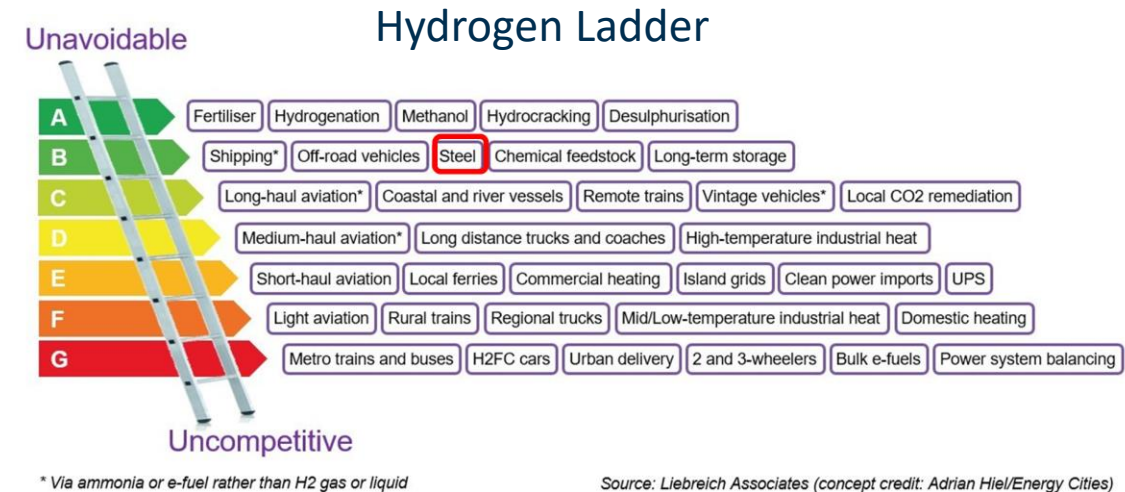 Hydrogen Ladder
Unavoidable
A Fertiliser Hydrogenation Methanol Hydrocracking Desulphurisation
B Shipping* Off-road vehicles Steel Chemical feedstock Long-term storage
C Long-haul aviation* Coastal and river vessels Remote trains Vintage vehicles* Local CO2 remediation
D Medium-haul aviation* Long distance trucks and coaches High-temperature industrial heat
E Short-haul aviation Local ferries Commercial heating Island grids Clean power imports UPS
F Light aviation Rural trains Regional trucks Mid/Low-temperature industrial heat Domestic heating
G Metro trains and buses H2FC cars Urban delivery 2 and 3-wheelers Bulk e-fuels Power system balancing
Uncompetitive
* Via ammonia or e-fuel rather than H2 gas or liquid
Source: Liebreich Associates (concept credit: Adrian Hiel/Energy Cities)